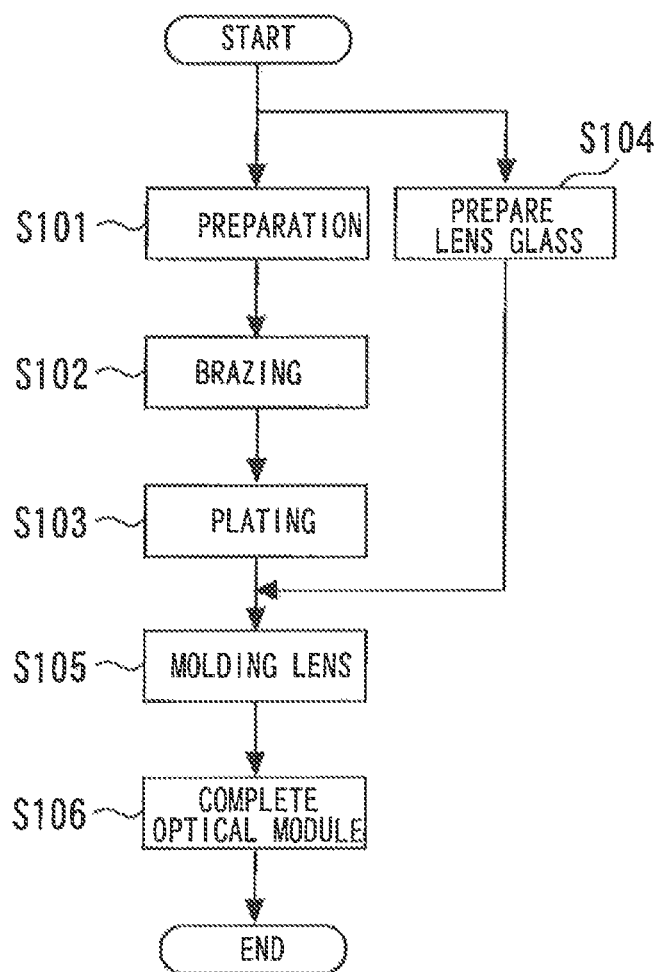 START
S104
S101
PREPARATION
PREPARE
LENS GLASS
S102
BRAZING
S103
PLATING
S105
MOLDING LENS
S106
COMPLETE
OPTICAL MODULE
END